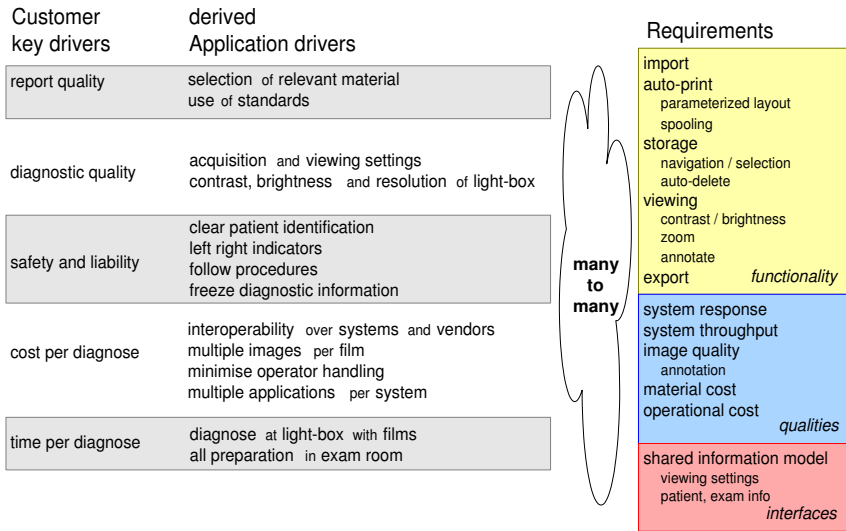 Customer
key drivers
derived
Application drivers
report quality
selection of relevant material
use of standards
diagnostic quality
acquisition and viewing settings
contrast, brightness and resolution of light-box
safety and liability
clear patient identification
left right indicators
follow procedures
freeze diagnostic information
cost per diagnose
interoperability over systems and vendors
multiple images per film
minimise operator handling
multiple applications per system
time per diagnose
diagnose at light-box with films
all preparation in exam room
many
to
many
Requirements
import
auto-print
parameterized layout
spooling
storage
navigation / selection
auto-delete
viewing
contrast / brightness
zoom
annotate
export
functionality
system response
system throughput
image quality
annotation
material cost
operational cost
qualities
shared information model
viewing settings
patient, exam info
interfaces